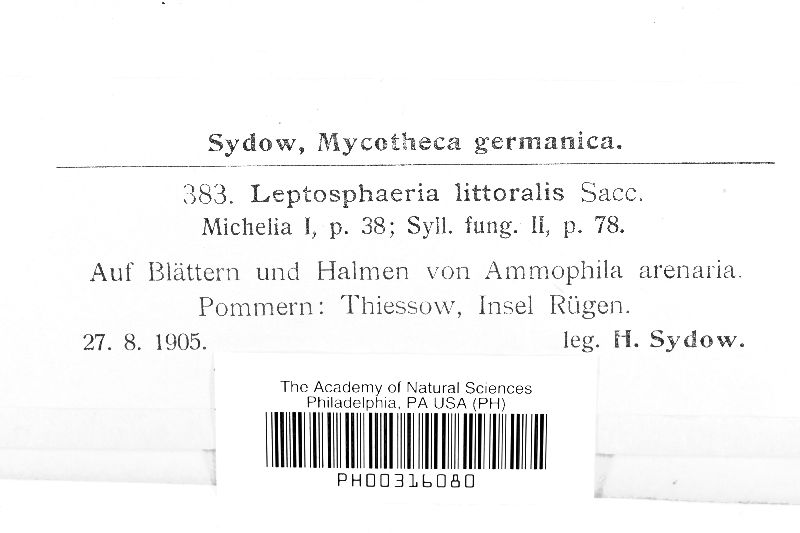 Sydow, Mycotheca germanica.
383. Leptosphaeria littoralis Sacc.
Michelia I, p. 38; Syll. fung. II, p. 78.
Auf Blättern und Halmen von Ammophila arenaria.
Pommern: Thiessow, Insel Rügen.
27. 8. 1905. leg. H. Sydow.
The Academy of Natural Sciences
Philadelphia, PA USA (PH)
PH00316080